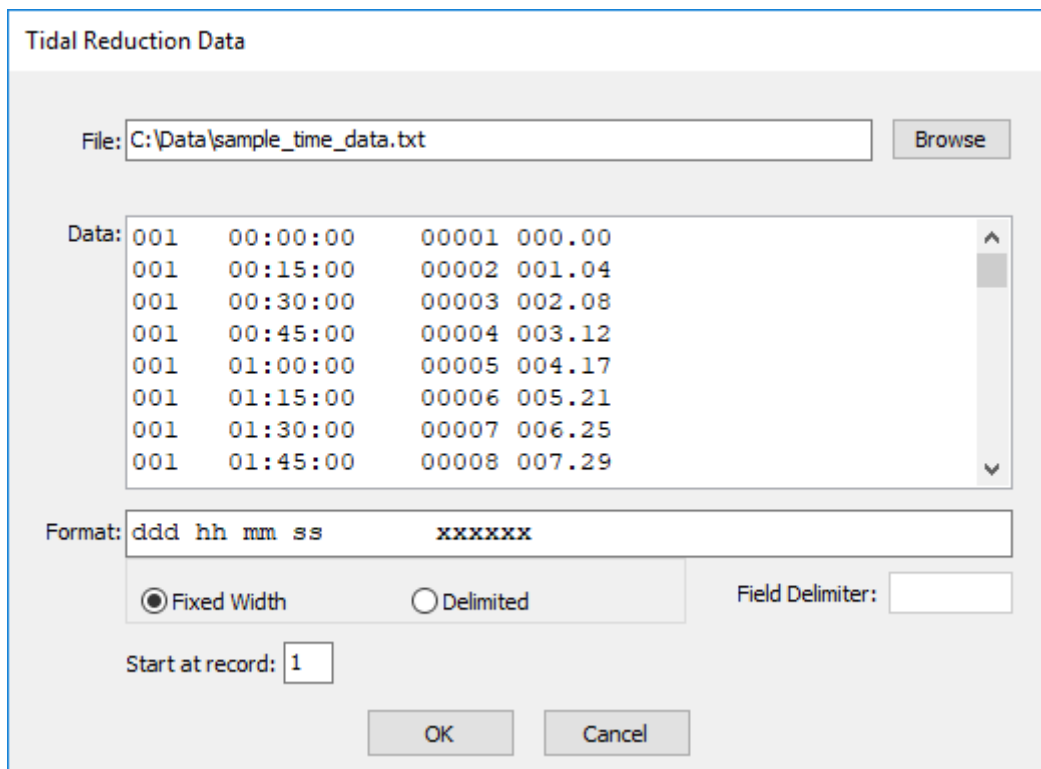 Tidal Reduction Data
File: C:\Data\sample_time_data.txt Browse
Data: 001   00:00:00    00001 000.00
001   00:15:00    00002 001.04
001   00:30:00    00003 002.08
001   00:45:00    00004 003.12
001   01:00:00    00005 004.17
001   01:15:00    00006 005.21
001   01:30:00    00007 006.25
001   01:45:00    00008 007.29
Format: ddd hh mm ss       xxxxxx
Fixed Width Delimited Field Delimiter:
Start at record: 1
OK Cancel